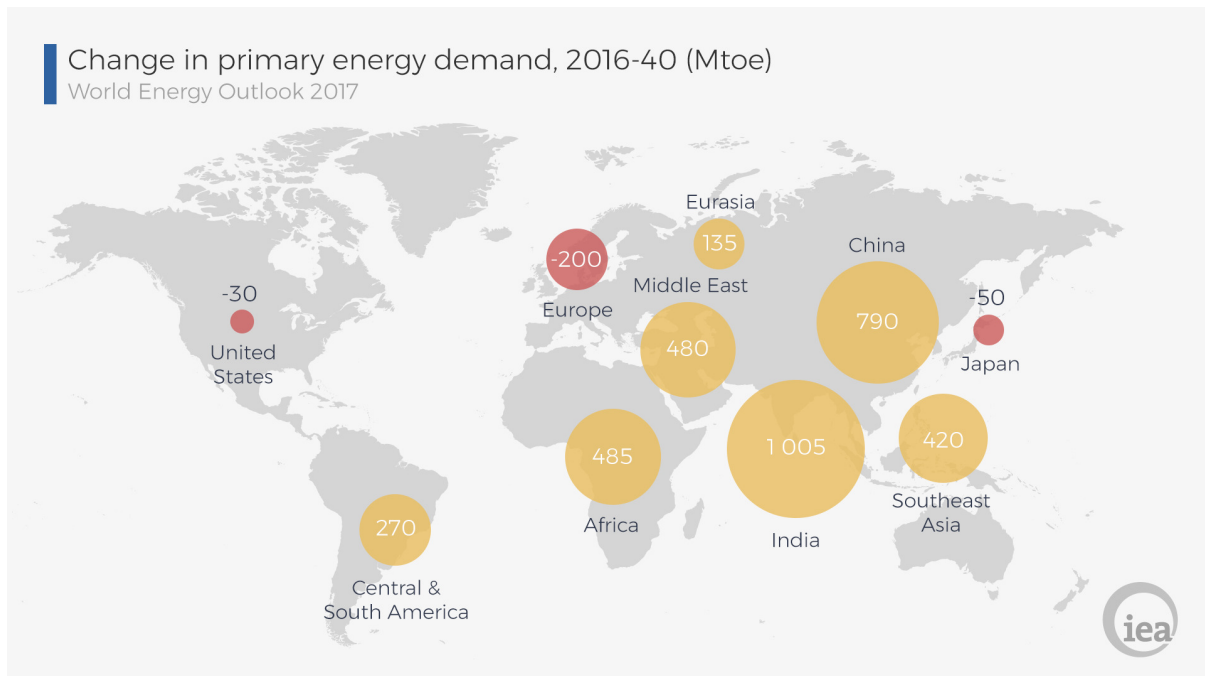 Change in primary energy demand, 2016-40 (Mtoe)
World Energy Outlook 2017
Eurasia
135
China
790
-200
Europe
Middle East
480
-30
United
States
-50
Japan
485
Africa
1 005
India
420
Southeast
Asia
270
Central &
South America
iea